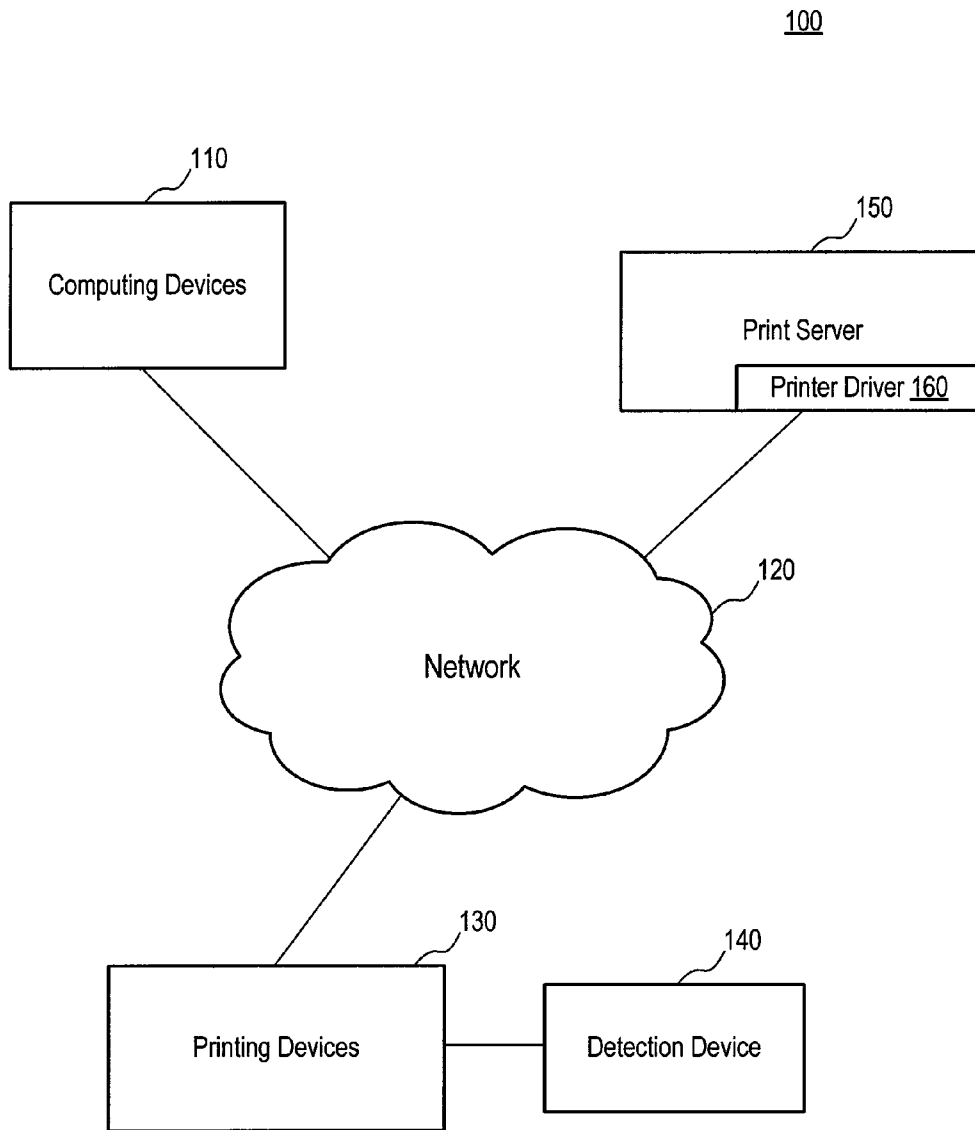 100
110
150
Computing Devices
Print Server
Printer Driver 160
120
Network
130
140
Printing Devices
Detection Device